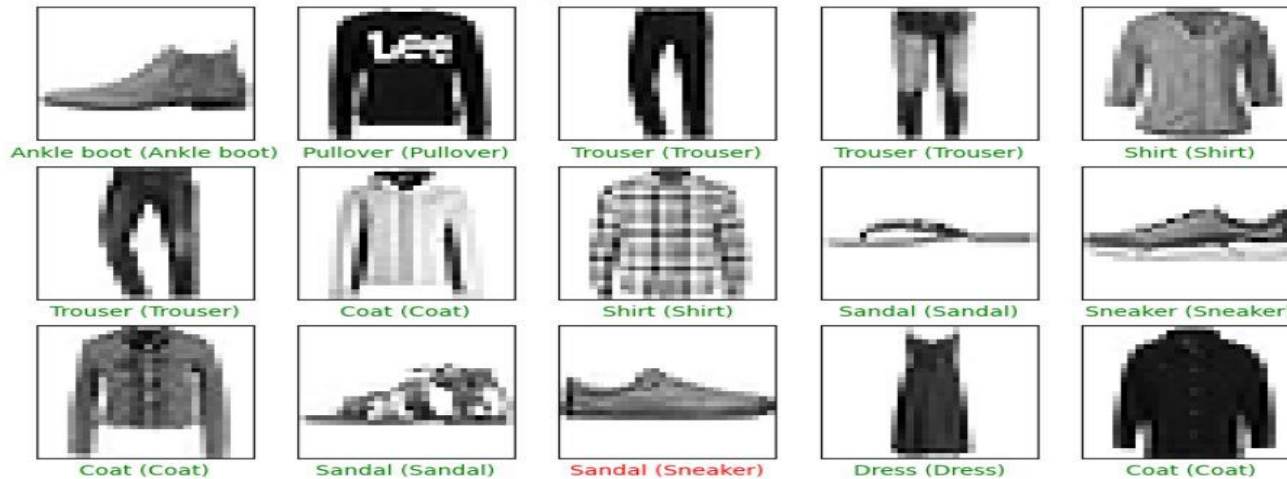 Lee
Ankle boot (Ankle boot) Pullover (Pullover) Trouser (Trouser) Trouser (Trouser) Shirt (Shirt)
Trouser (Trouser) Coat (Coat) Shirt (Shirt) Sandal (Sandal) Sneaker (Sneaker
Coat (Coat) Sandal (Sandal) Sandal (Sneaker) Dress (Dress) Coat (Coat)